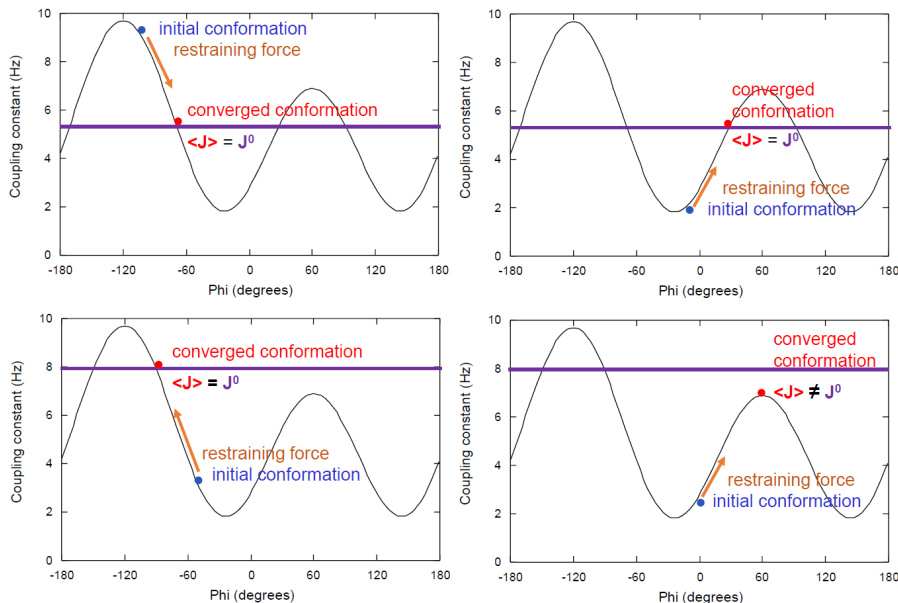 Coupling constant (Hz)
10
8
6
4
2
0
initial conformation
restraining force
converged conformation
<J> = J⁰
-180 -120 -60 0 60 120 180
Phi (degrees)
Coupling constant (Hz)
10
8
6
4
2
0
converged
conformation
<J> = J⁰
restraining force
initial conformation
-180 -120 -60 0 60 120 180
Phi (degrees)
Coupling constant (Hz)
10
8
6
4
2
0
converged conformation
<J> = J⁰
restraining force
initial conformation
-180 -120 -60 0 60 120 180
Phi (degrees)
Coupling constant (Hz)
10
8
6
4
2
0
converged
conformation
<J> ≠ J⁰
restraining force
initial conformation
-180 -120 -60 0 60 120 180
Phi (degrees)